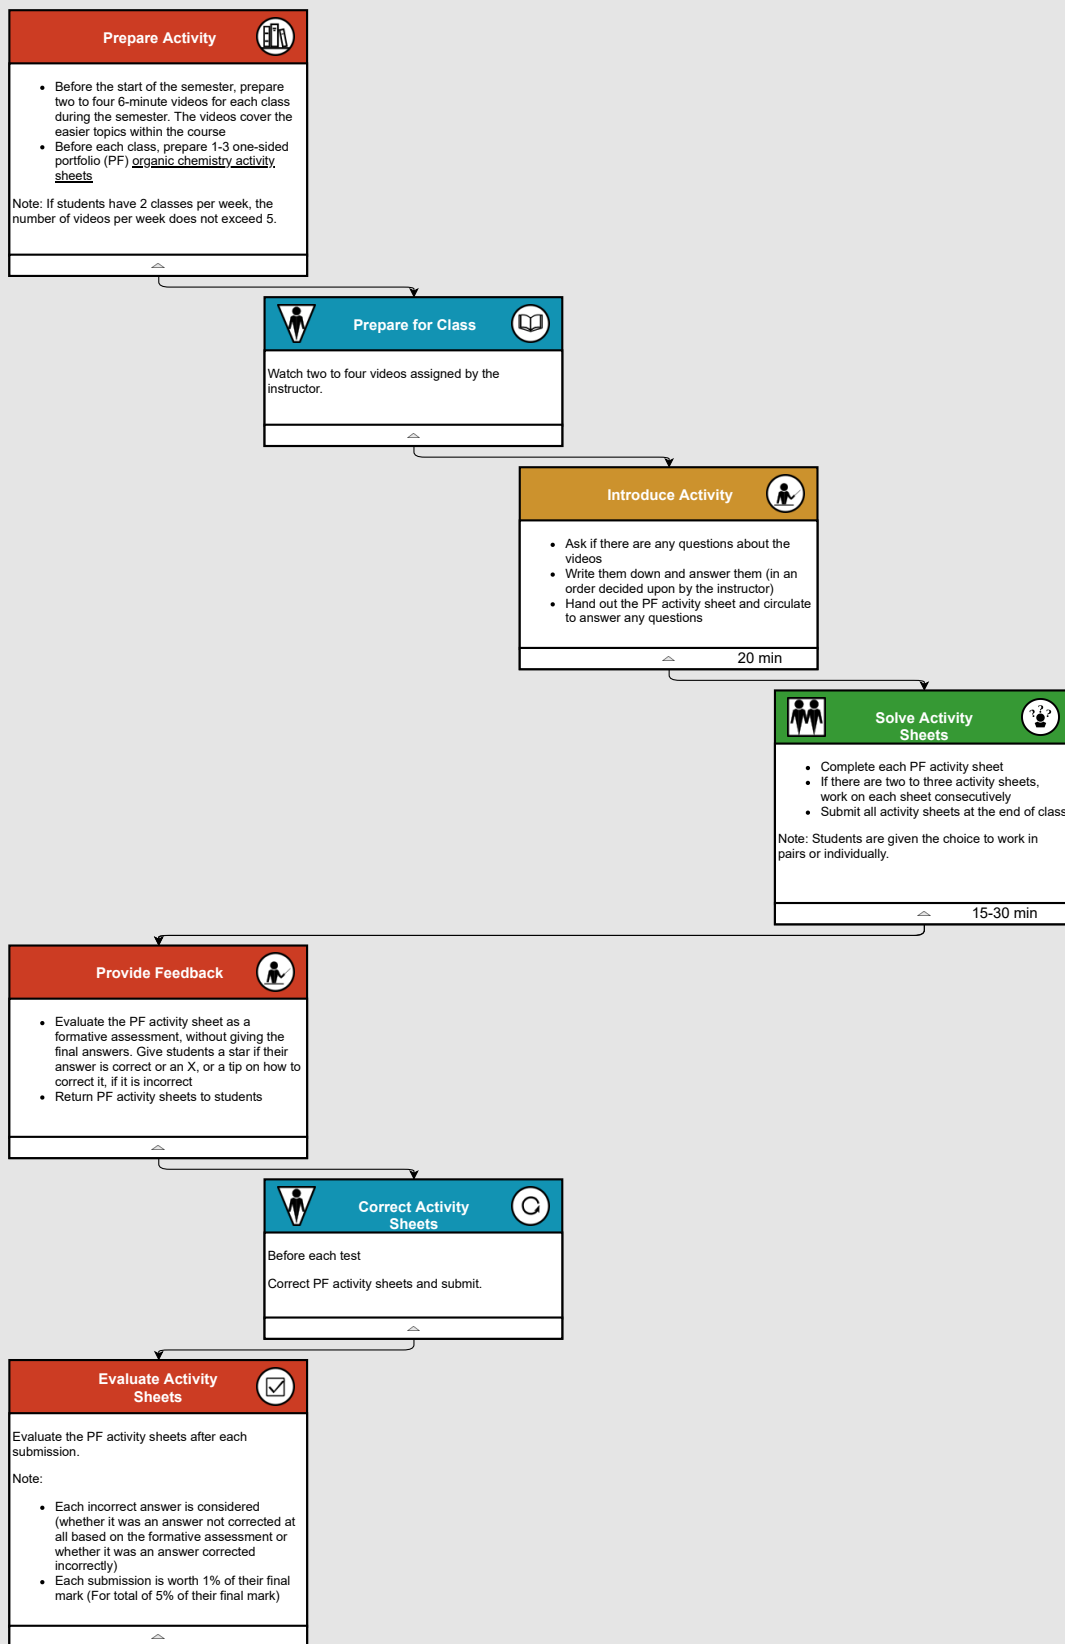 Prepare Activity
• Before the start of the semester, prepare
two to four 6-minute videos for each class
during the semester. The videos cover the
easier topics within the course
• Before each class, prepare 1-3 one-sided
portfolio (PF) organic chemistry activity
sheets
Note: If students have 2 classes per week, the
number of videos per week does not exceed 5.
Prepare for Class
Watch two to four videos assigned by the
instructor.
Introduce Activity
• Ask if there are any questions about the
videos
• Write them down and answer them (in an
order decided upon by the instructor)
• Hand out the PF activity sheet and circulate
to answer any questions
20 min
Solve Activity
Sheets
• Complete each PF activity sheet
• If there are two to three activity sheets,
work on each sheet consecutively
• Submit all activity sheets at the end of class
Note: Students are given the choice to work in
pairs or individually.
15-30 min
Provide Feedback
• Evaluate the PF activity sheet as a
formative assessment, without giving the
final answers. Give students a star if their
answer is correct or an X, or a tip on how to
correct it, if it is incorrect
• Return PF activity sheets to students
Correct Activity
Sheets
Before each test
Correct PF activity sheets and submit.
Evaluate Activity
Sheets
Evaluate the PF activity sheets after each
submission.
Note:
• Each incorrect answer is considered
(whether it was an answer not corrected at
all based on the formative assessment or
whether it was an answer corrected
incorrectly)
• Each submission is worth 1% of their final
mark (For total of 5% of their final mark)